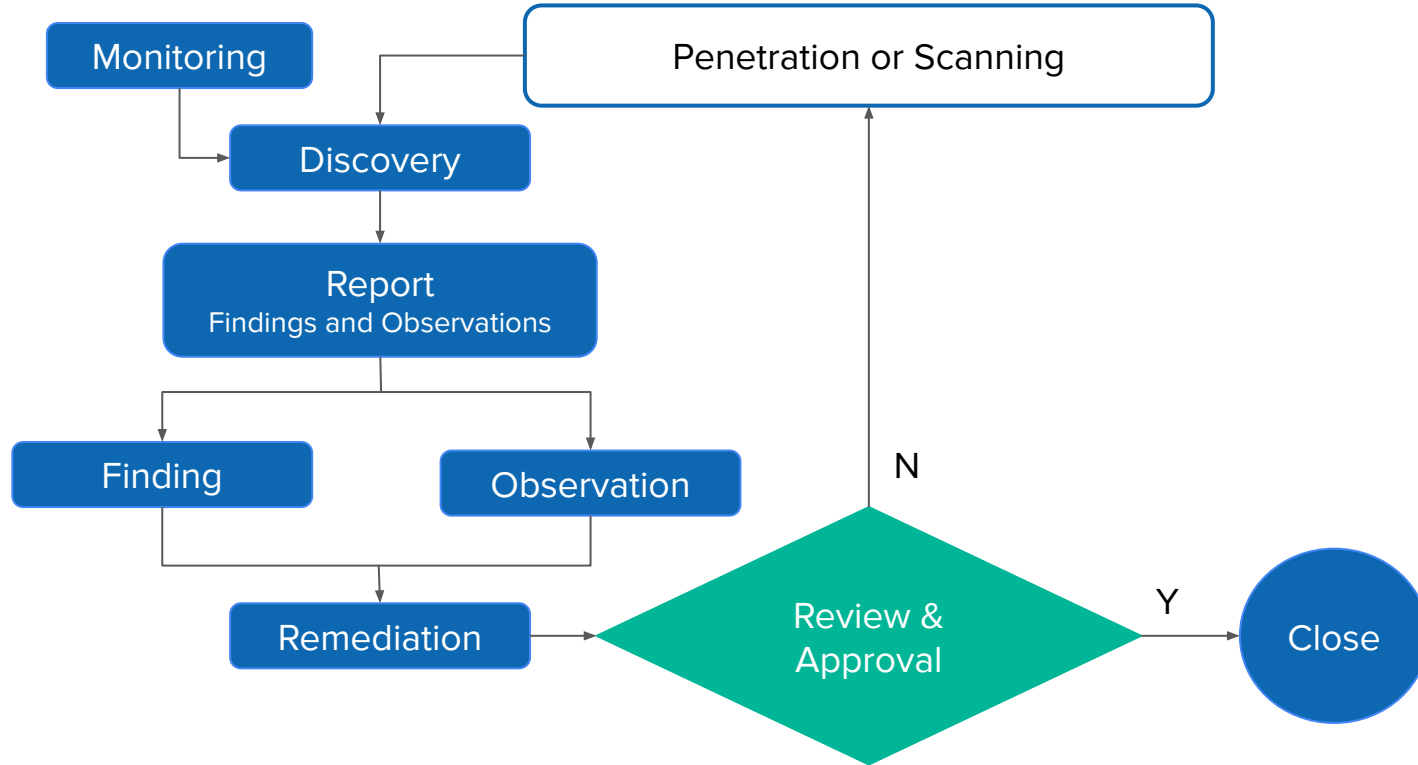 Monitoring
Penetration or Scanning
Discovery
Report
Findings and Observations
Finding
Observation
N
Remediation
Review &
Approval
Y
Close